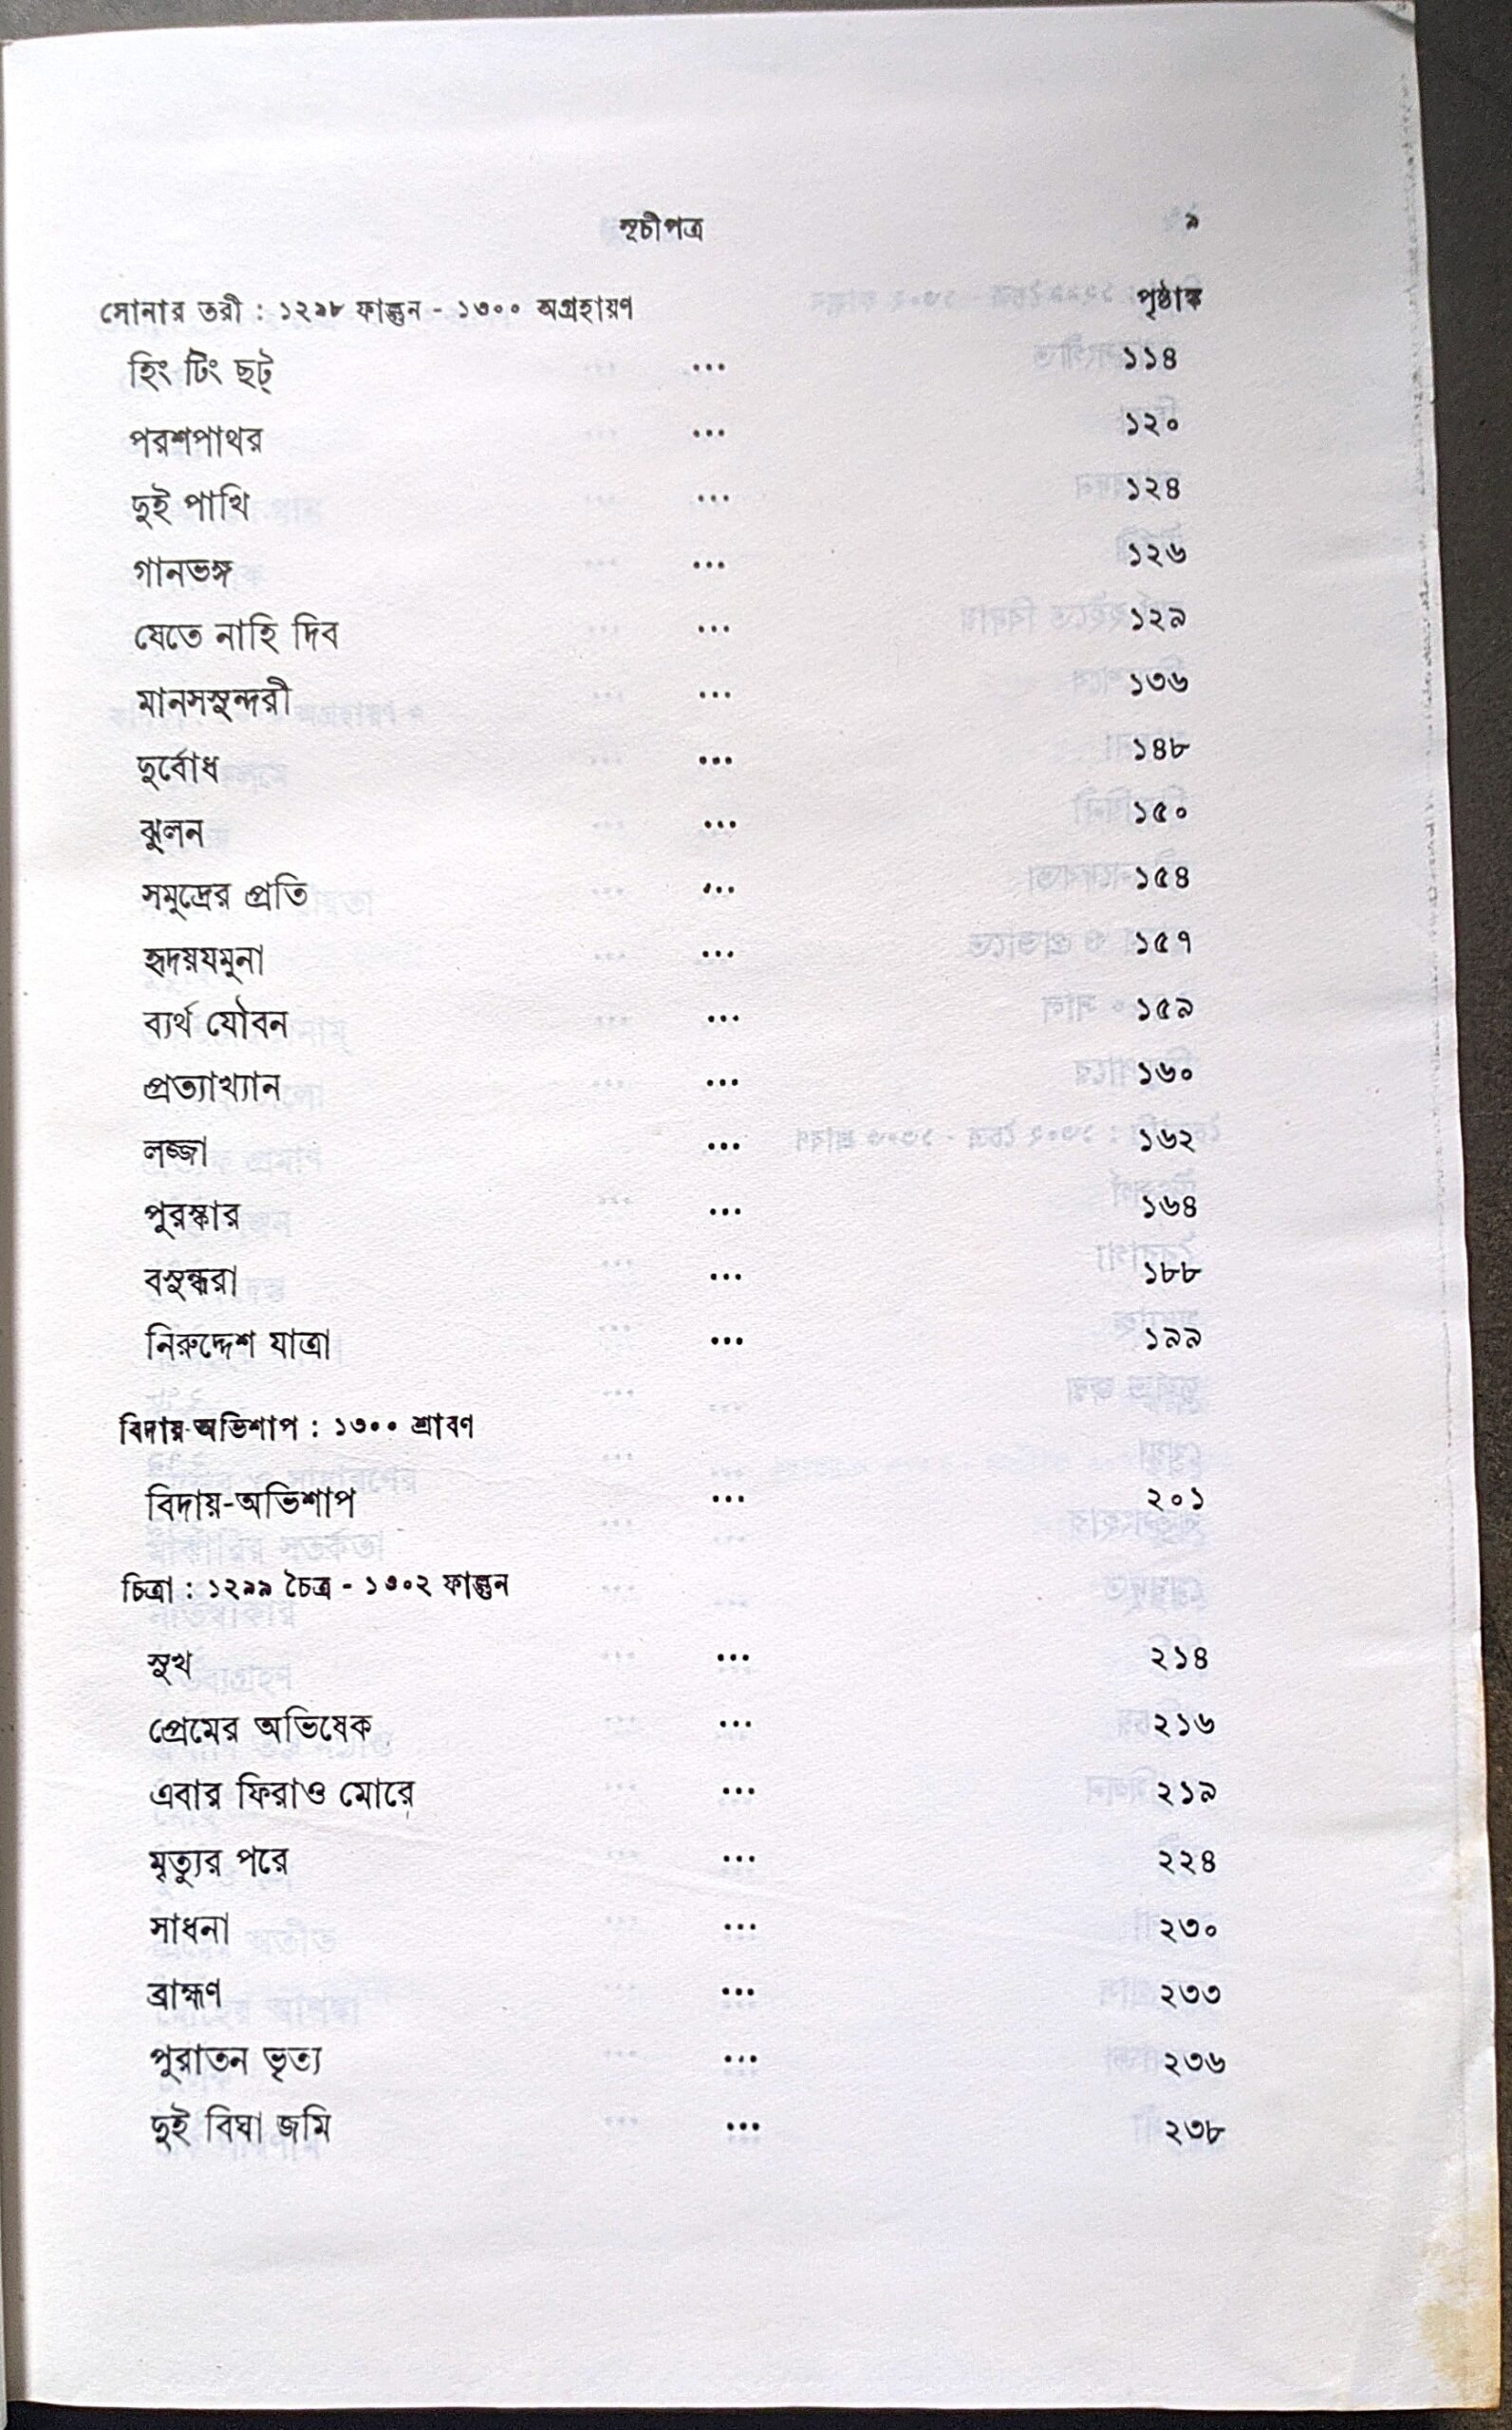 সূচীপত্র ৯
সোনার তরী : ১২৯৮ ফাল্গুন - ১৩০০ অগ্রহায়ণ পৃষ্ঠাঙ্ক
হিং টিং ছট্ ... ১১৪
পরশপাথর ... ১২০
দুই পাখি ... ১২৪
গানভঙ্গ ... ১২৬
যেতে নাহি দিব ... ১২৯
মানসসুন্দরী ... ১৩৬
দুর্বোধ ... ১৪৮
ঝুলন ... ১৫০
সমুদ্রের প্রতি ... ১৫৪
হৃদয়যমুনা ... ১৫৭
ব্যর্থ যৌবন ... ১৫৯
প্রত্যাখ্যান ... ১৬০
লজ্জা ... ১৬২
পুরস্কার ... ১৬৪
বসুন্ধরা ... ১৮৮
নিরুদ্দেশ যাত্রা ... ১৯৯
বিদায়-অভিশাপ : ১৩০০ শ্রাবণ
বিদায়-অভিশাপ ... ২০১
চিত্রা : ১২৯৯ চৈত্র - ১৩০২ ফাল্গুন
সুখ ... ২১৪
প্রেমের অভিষেক ... ২১৬
এবার ফিরাও মোরে ... ২১৯
মৃত্যুর পরে ... ২২৪
সাধনা ... ২৩০
ব্রাহ্মণ ... ২৩৩
পুরাতন ভৃত্য ... ২৩৬
দুই বিঘা জমি ... ২৩৮